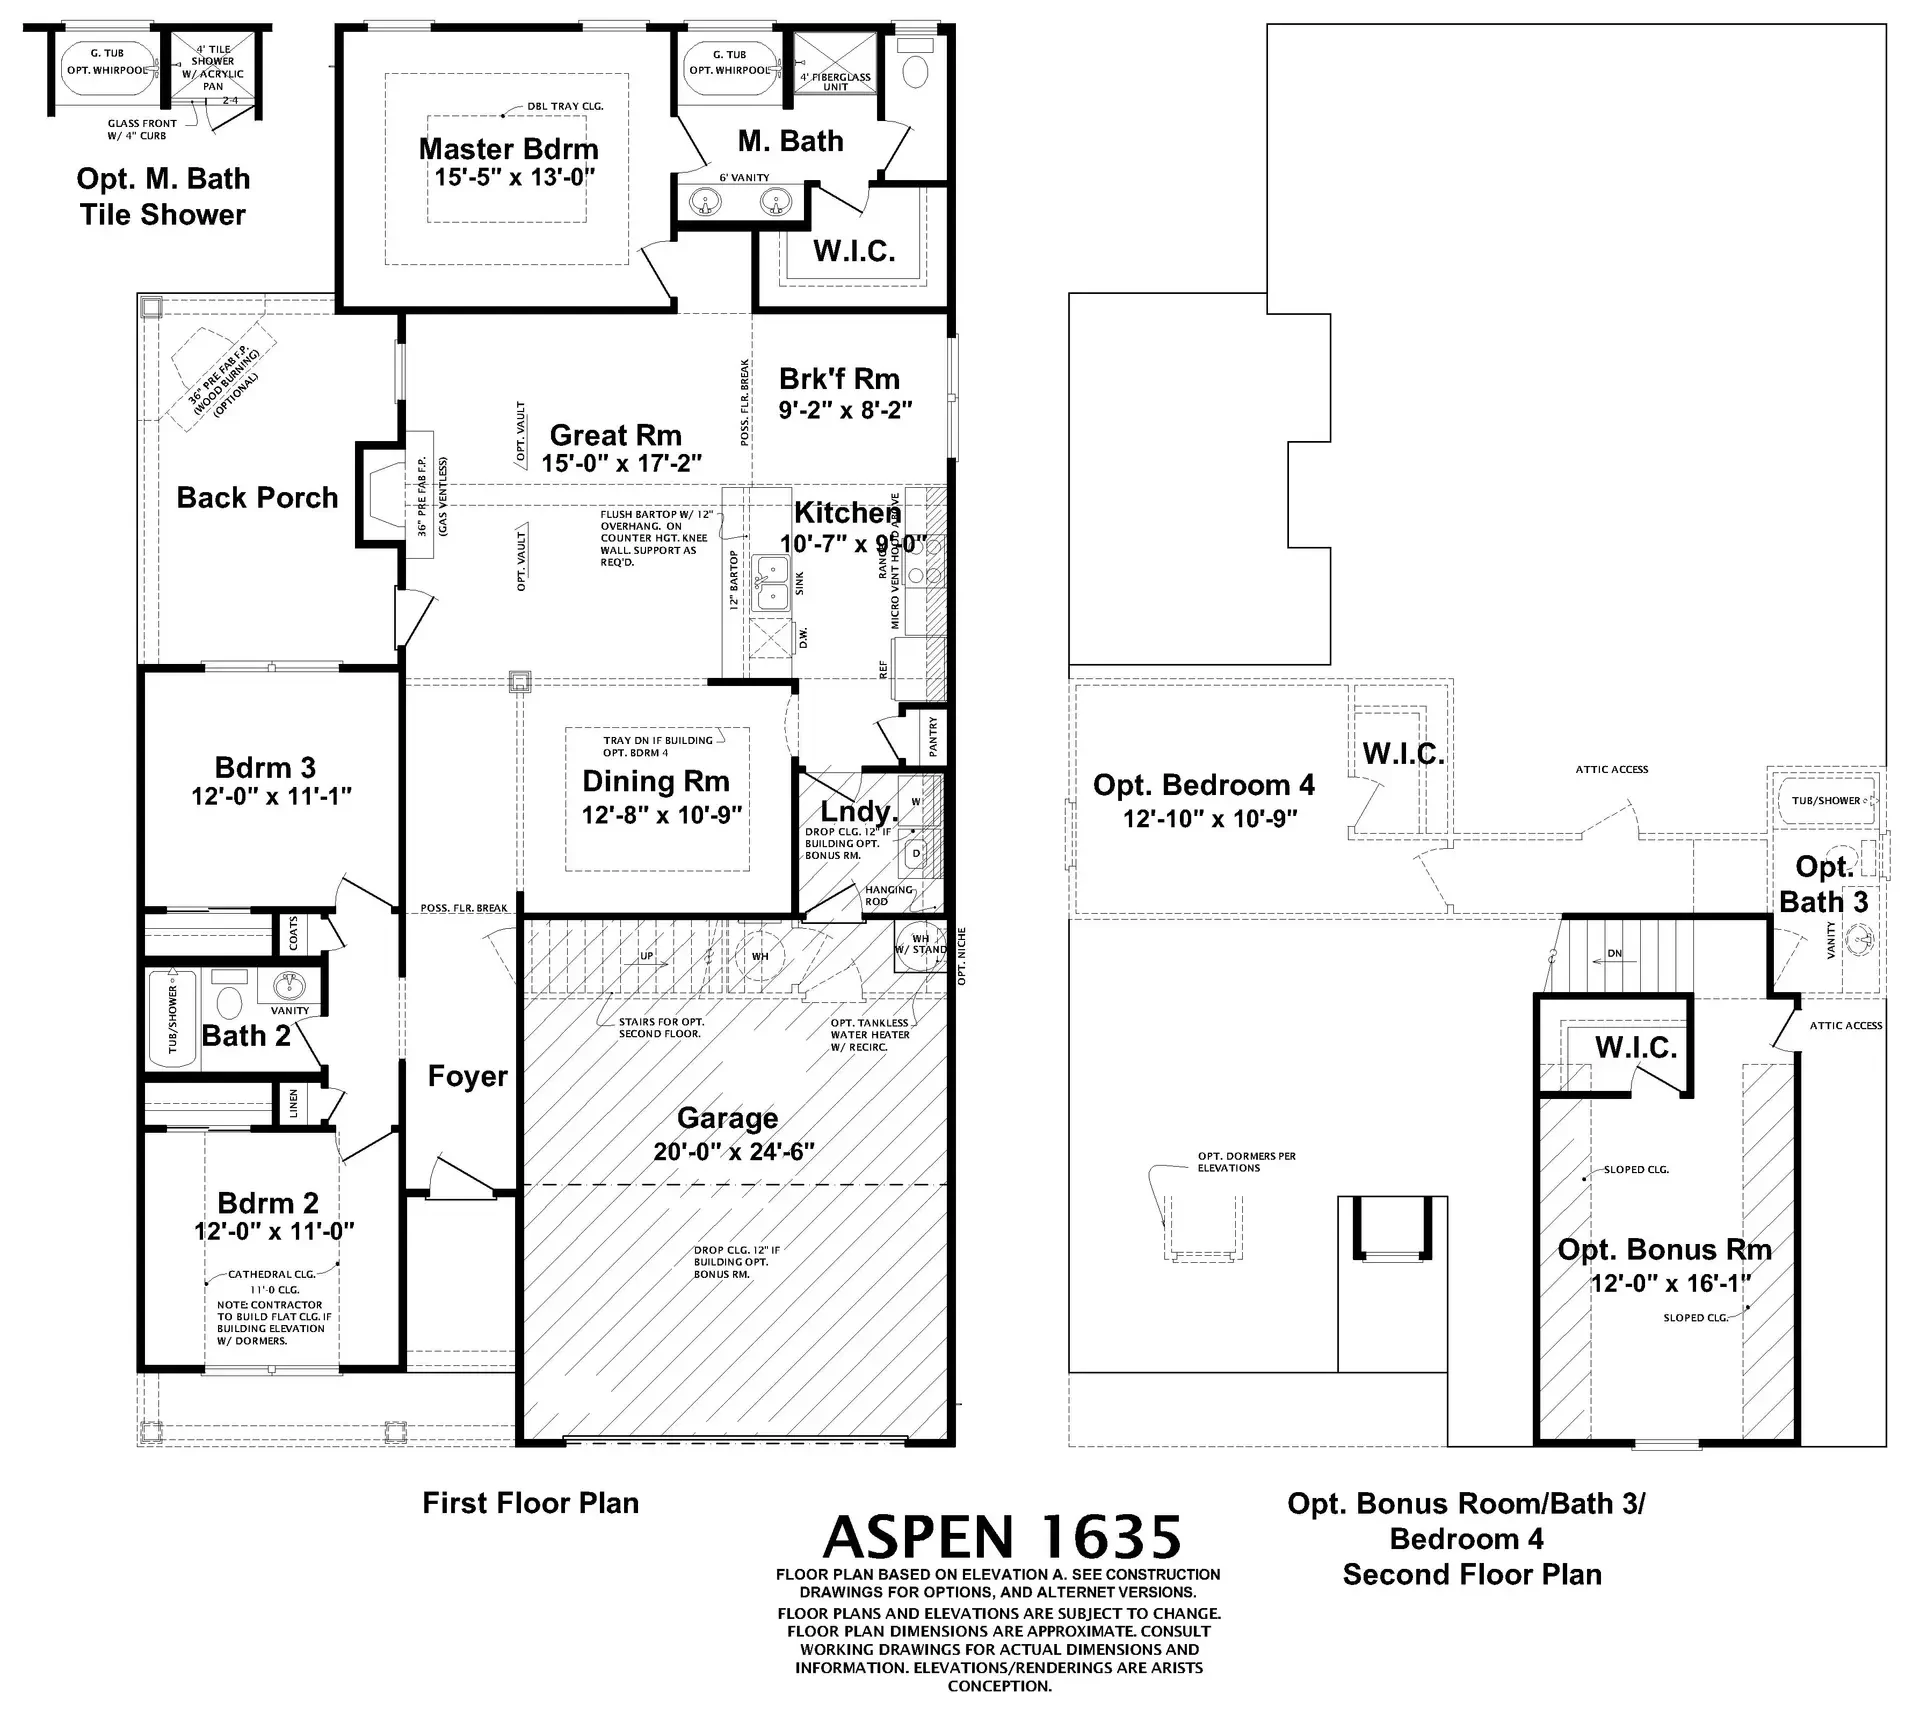 G. TUB
OPT. WHIRPOOL
4' TILE
SHOWER
W/ ACRYLIC
PAN
2-4
GLASS FRONT
W/ 4" CURB
Opt. M. Bath
Tile Shower
DBL TRAY CLG.
Master Bdrm
15'-5" x 13'-0"
G. TUB
OPT. WHIRPOOL
4' FIBERGLASS
UNIT
M. Bath
6' VANITY
W.I.C.
36" PRE FAB F.P.
(WOOD BURNING)
(OPTIONAL)
Back Porch
36" PRE FAB F.P.
(GAS VENTLESS)
OPT. VAULT
Great Rm
15'-0" x 17'-2"
OPT. VAULT
POSS. FLR. BREAK
Brk'f Rm
9'-2" x 8'-2"
FLUSH BARTOP W/ 12"
OVERHANG. ON
COUNTER HGT. KNEE
WALL. SUPPORT AS
REQ'D.
12" BARTOP
Kitchen
10'-7" x 9'-0"
SINK
D.W.
RANGE
MICRO VENT HOOD ABOVE
REF
PANTRY
Bdrm 3
12'-0" x 11'-1"
TRAY DN IF BUILDING
OPT. BDRM 4
Dining Rm
12'-8" x 10'-9"
Lndy.
DROP CLG. 12" IF
BUILDING OPT.
BONUS RM.
W
D
HANGING
ROD
POSS. FLR. BREAK
COATS
TUB/SHOWER
VANITY
Bath 2
LINEN
Foyer
UP
WH
WH
W/ STAND
OPT. NICHE
STAIRS FOR OPT.
SECOND FLOOR.
OPT. TANKLESS
WATER HEATER
W/ RECIRC.
Garage
20'-0" x 24'-6"
DROP CLG. 12" IF
BUILDING OPT.
BONUS RM.
Bdrm 2
12'-0" x 11'-0"
CATHEDRAL CLG.
11'-0 CLG.
NOTE: CONTRACTOR
TO BUILD FLAT CLG. IF
BUILDING ELEVATION
W/ DORMERS.
First Floor Plan
Opt. Bedroom 4
12'-10" x 10'-9"
W.I.C.
ATTIC ACCESS
TUB/SHOWER
Opt.
Bath 3
VANITY
DN
ATTIC ACCESS
W.I.C.
OPT. DORMERS PER
ELEVATIONS
SLOPED CLG.
Opt. Bonus Rm
12'-0" x 16'-1"
SLOPED CLG.
Opt. Bonus Room/Bath 3/
Bedroom 4
Second Floor Plan
ASPEN 1635
FLOOR PLAN BASED ON ELEVATION A. SEE CONSTRUCTION
DRAWINGS FOR OPTIONS, AND ALTERNET VERSIONS.
FLOOR PLANS AND ELEVATIONS ARE SUBJECT TO CHANGE.
FLOOR PLAN DIMENSIONS ARE APPROXIMATE. CONSULT
WORKING DRAWINGS FOR ACTUAL DIMENSIONS AND
INFORMATION. ELEVATIONS/RENDERINGS ARE ARISTS
CONCEPTION.